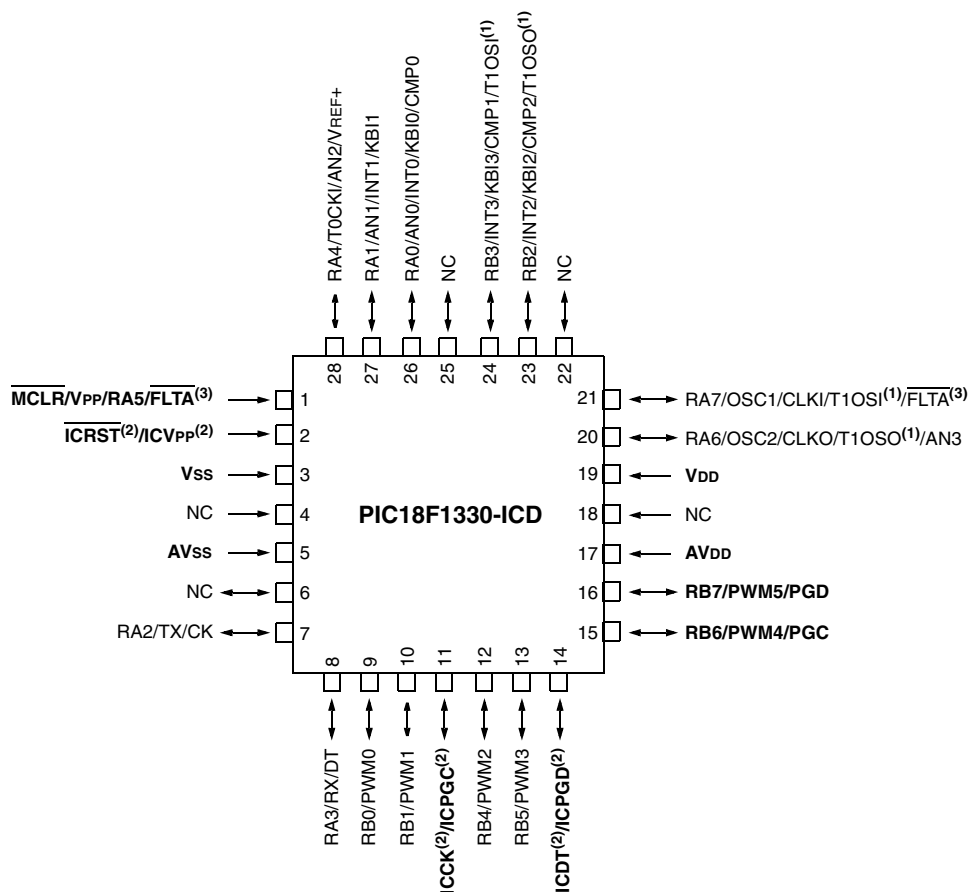 RA4/T0CKI/AN2/VREF+
RA1/AN1/INT1/KBI1
RA0/AN0/INT0/KBI0/CMP0
NC
RB3/INT3/KBI3/CMP1/T1OSI(1)
RB2/INT2/KBI2/CMP2/T1OSO(1)
NC
28
27
26
25
24
23
22
MCLR/VPP/RA5/FLTA(3)
1
21
RA7/OSC1/CLKI/T1OSI(1)/FLTA(3)
ICRST(2)/ICVPP(2)
2
20
RA6/OSC2/CLKO/T1OSO(1)/AN3
VSS
3
19
VDD
NC
4
PIC18F1330-ICD
18
NC
AVSS
5
17
AVDD
NC
6
16
RB7/PWM5/PGD
RA2/TX/CK
7
15
RB6/PWM4/PGC
8
9
10
11
12
13
14
RA3/RX/DT
RB0/PWM0
RB1/PWM1
ICCK(2)/ICPGC(2)
RB4/PWM2
RB5/PWM3
ICDT(2)/ICPGD(2)